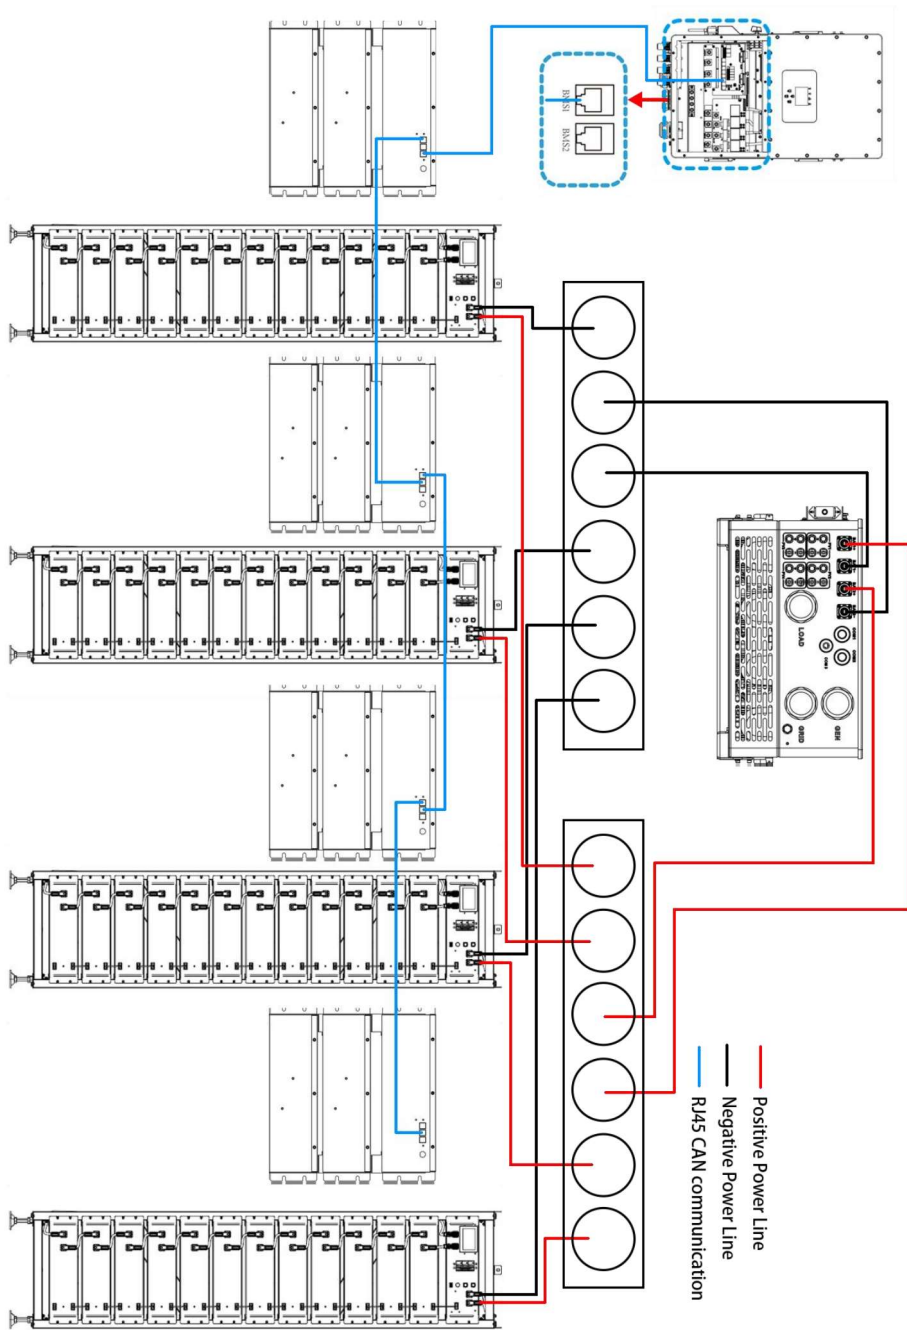 BMS1
BMS2
LOAD
GRID
GEN
Positive Power Line
Negative Power Line
RJ45 CAN communication